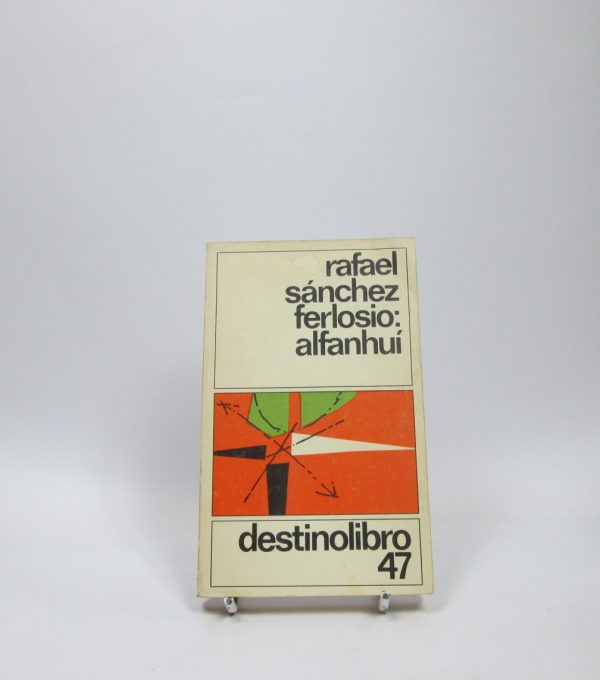 rafael
sánchez
ferlosio:
alfanhuí
destinolibro
47